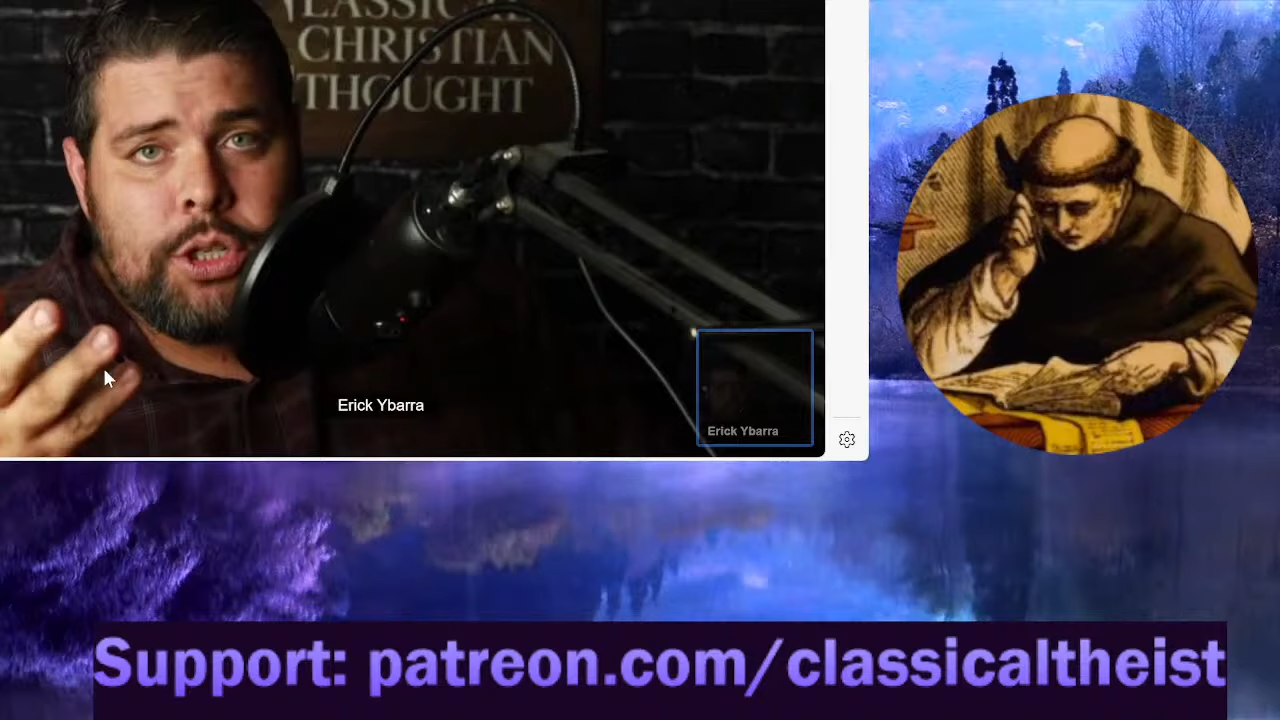 CLASSICAL
CHRISTIAN
THOUGHT
Erick Ybarra
Erick Ybarra
Support: patreon.com/classicaltheist